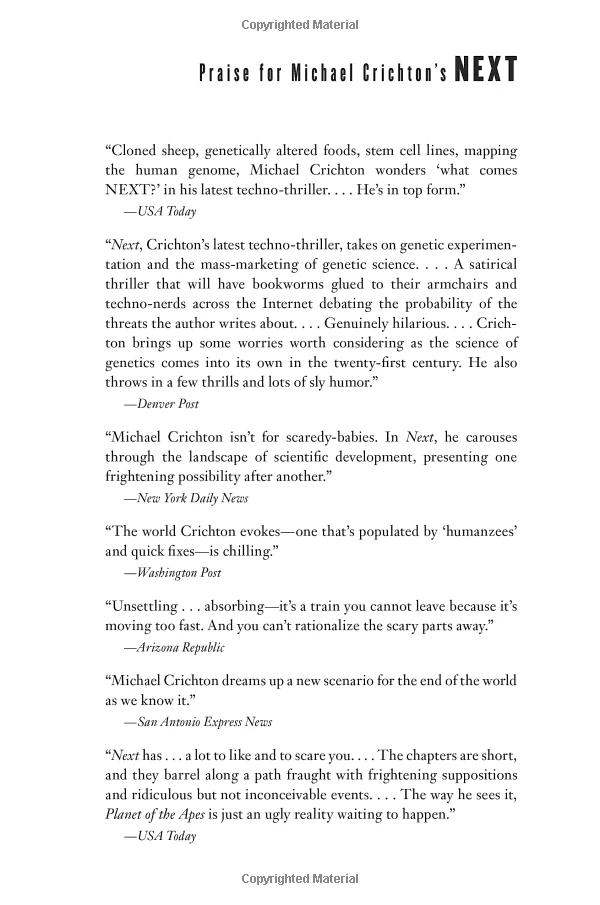 Copyrighted Material
Praise for Michael Crichton's NEXT
“Cloned sheep, genetically altered foods, stem cell lines, mapping
the human genome, Michael Crichton wonders ‘what comes
NEXT?’ in his latest techno-thriller. . . . He’s in top form.”
—USA Today
“Next, Crichton’s latest techno-thriller, takes on genetic experimen-
tation and the mass-marketing of genetic science. . . . A satirical
thriller that will have bookworms glued to their armchairs and
techno-nerds across the Internet debating the probability of the
threats the author writes about. . . . Genuinely hilarious. . . . Crich-
ton brings up some worries worth considering as the science of
genetics comes into its own in the twenty-first century. He also
throws in a few thrills and lots of sly humor.”
—Denver Post
“Michael Crichton isn’t for scaredy-babies. In Next, he carouses
through the landscape of scientific development, presenting one
frightening possibility after another.”
—New York Daily News
“The world Crichton evokes—one that’s populated by ‘humanzees’
and quick fixes—is chilling.”
—Washington Post
“Unsettling . . . absorbing—it’s a train you cannot leave because it’s
moving too fast. And you can’t rationalize the scary parts away.”
—Arizona Republic
“Michael Crichton dreams up a new scenario for the end of the world
as we know it.”
—San Antonio Express News
“Next has . . . a lot to like and to scare you. . . . The chapters are short,
and they barrel along a path fraught with frightening suppositions
and ridiculous but not inconceivable events. . . . The way he sees it,
Planet of the Apes is just an ugly reality waiting to happen.”
—USA Today
Copyrighted Material